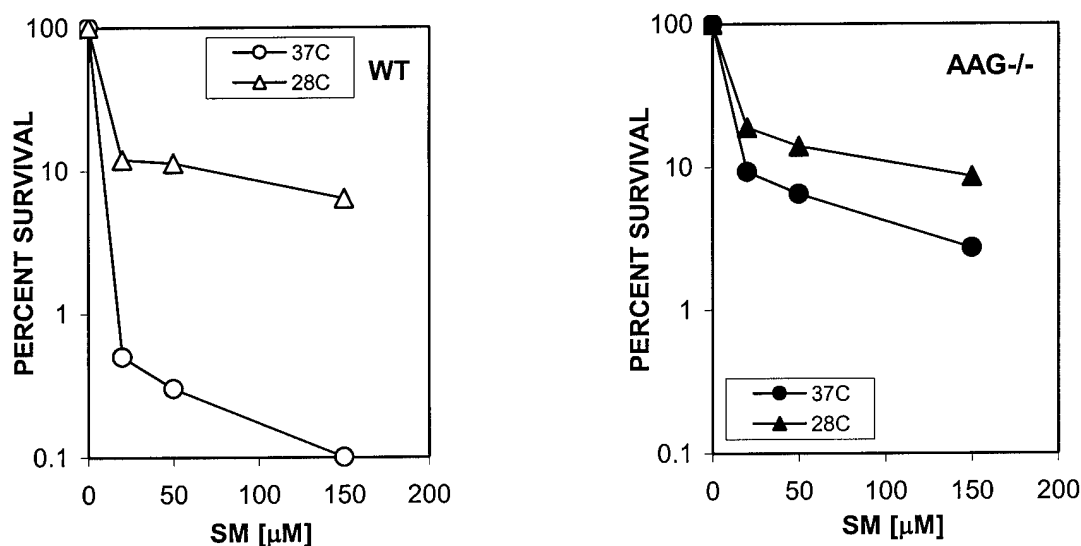 100
37C
28C
WT
10
1
0.1
PERCENT SURVIVAL
0 50 100 150 200
SM [μM]
100
AAG-/-
10
1
37C
28C
0.1
PERCENT SURVIVAL
0 50 100 150 200
SM [μM]